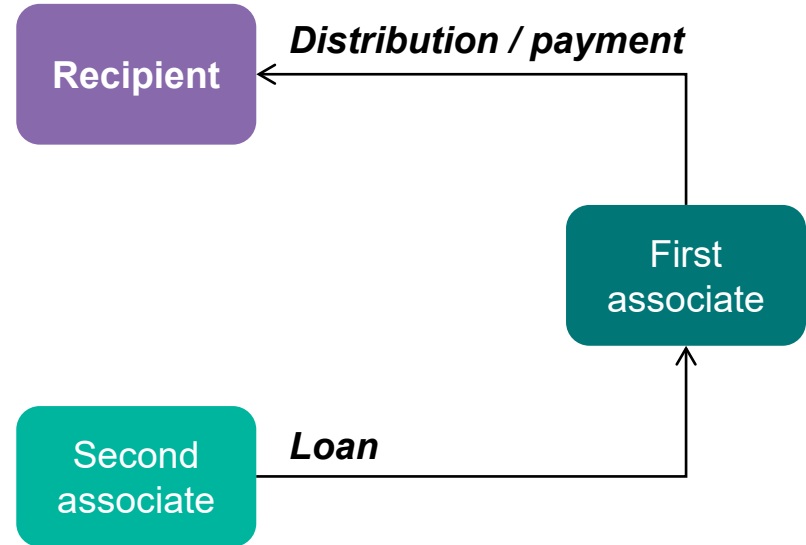 Distribution / payment
Recipient
First
associate
Second
associate
Loan